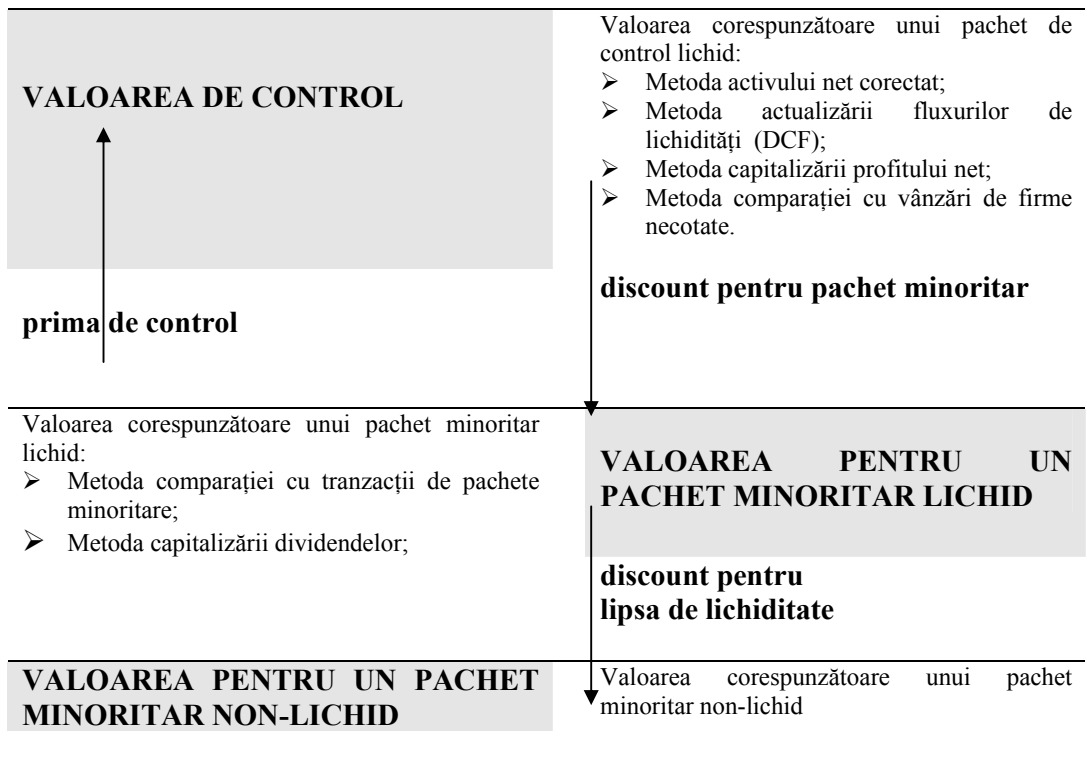 VALOAREA DE CONTROL
prima de control
Valoarea corespunzătoare unui pachet de
control lichid:
➢ Metoda activului net corectat;
➢ Metoda actualizării fluxurilor de
lichidități (DCF);
➢ Metoda capitalizării profitului net;
➢ Metoda comparației cu vânzări de firme
necotate.
discount pentru pachet minoritar
Valoarea corespunzătoare unui pachet minoritar
lichid:
➢ Metoda comparației cu tranzacții de pachete
minoritare;
➢ Metoda capitalizării dividendelor;
VALOAREA PENTRU UN
PACHET MINORITAR LICHID
discount pentru
lipsa de lichiditate
VALOAREA PENTRU UN PACHET
MINORITAR NON-LICHID
Valoarea corespunzătoare unui pachet
minoritar non-lichid